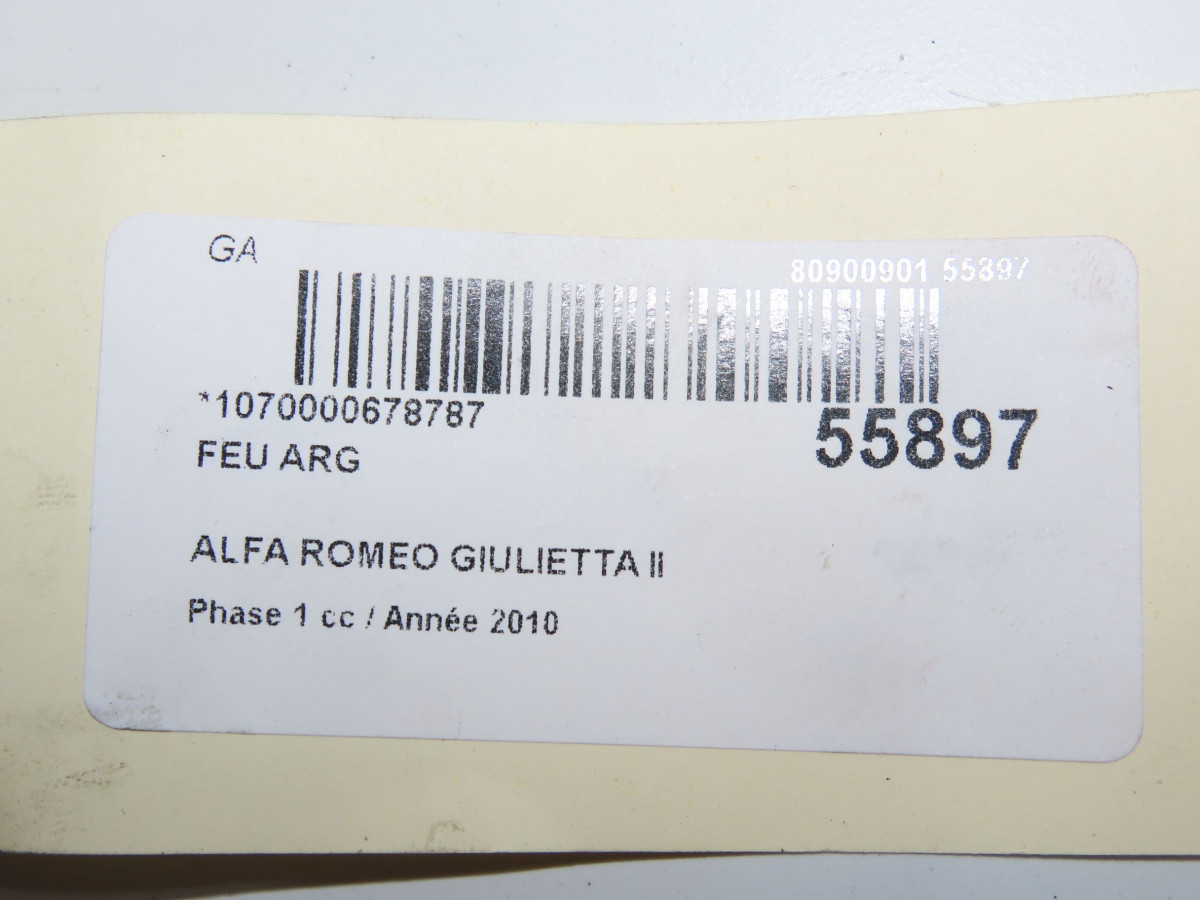 GA
80900901 55897
*1070000678787
55897
FEU ARG
ALFA ROMEO GIULIETTA II
Phase 1 cc / Année 2010